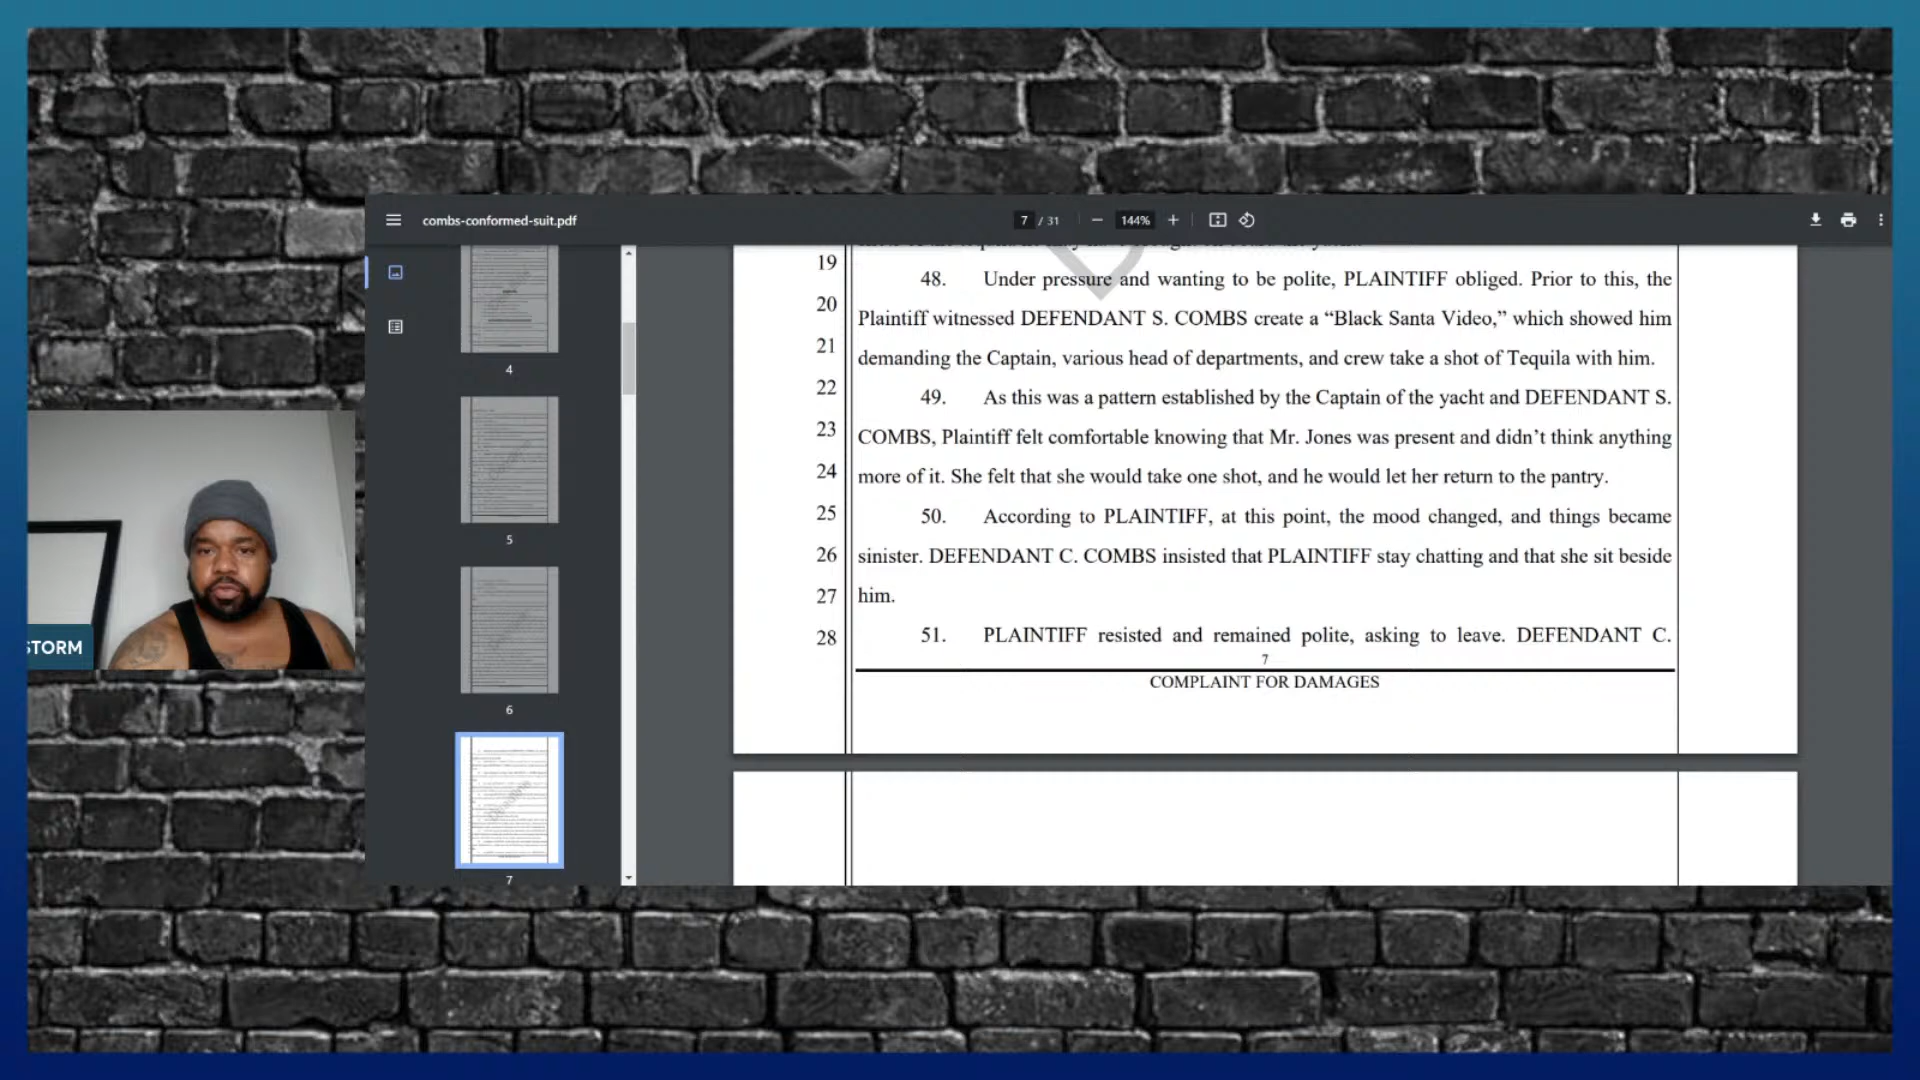 combs-conformed-suit.pdf
7 / 31
144%
4
5
6
7
STORM
19
20
21
22
23
24
25
26
27
28
48. Under pressure and wanting to be polite, PLAINTIFF obliged. Prior to this, the
Plaintiff witnessed DEFENDANT S. COMBS create a “Black Santa Video,” which showed him
demanding the Captain, various head of departments, and crew take a shot of Tequila with him.
49. As this was a pattern established by the Captain of the yacht and DEFENDANT S.
COMBS, Plaintiff felt comfortable knowing that Mr. Jones was present and didn’t think anything
more of it. She felt that she would take one shot, and he would let her return to the pantry.
50. According to PLAINTIFF, at this point, the mood changed, and things became
sinister. DEFENDANT C. COMBS insisted that PLAINTIFF stay chatting and that she sit beside
him.
51. PLAINTIFF resisted and remained polite, asking to leave. DEFENDANT C.
7
COMPLAINT FOR DAMAGES